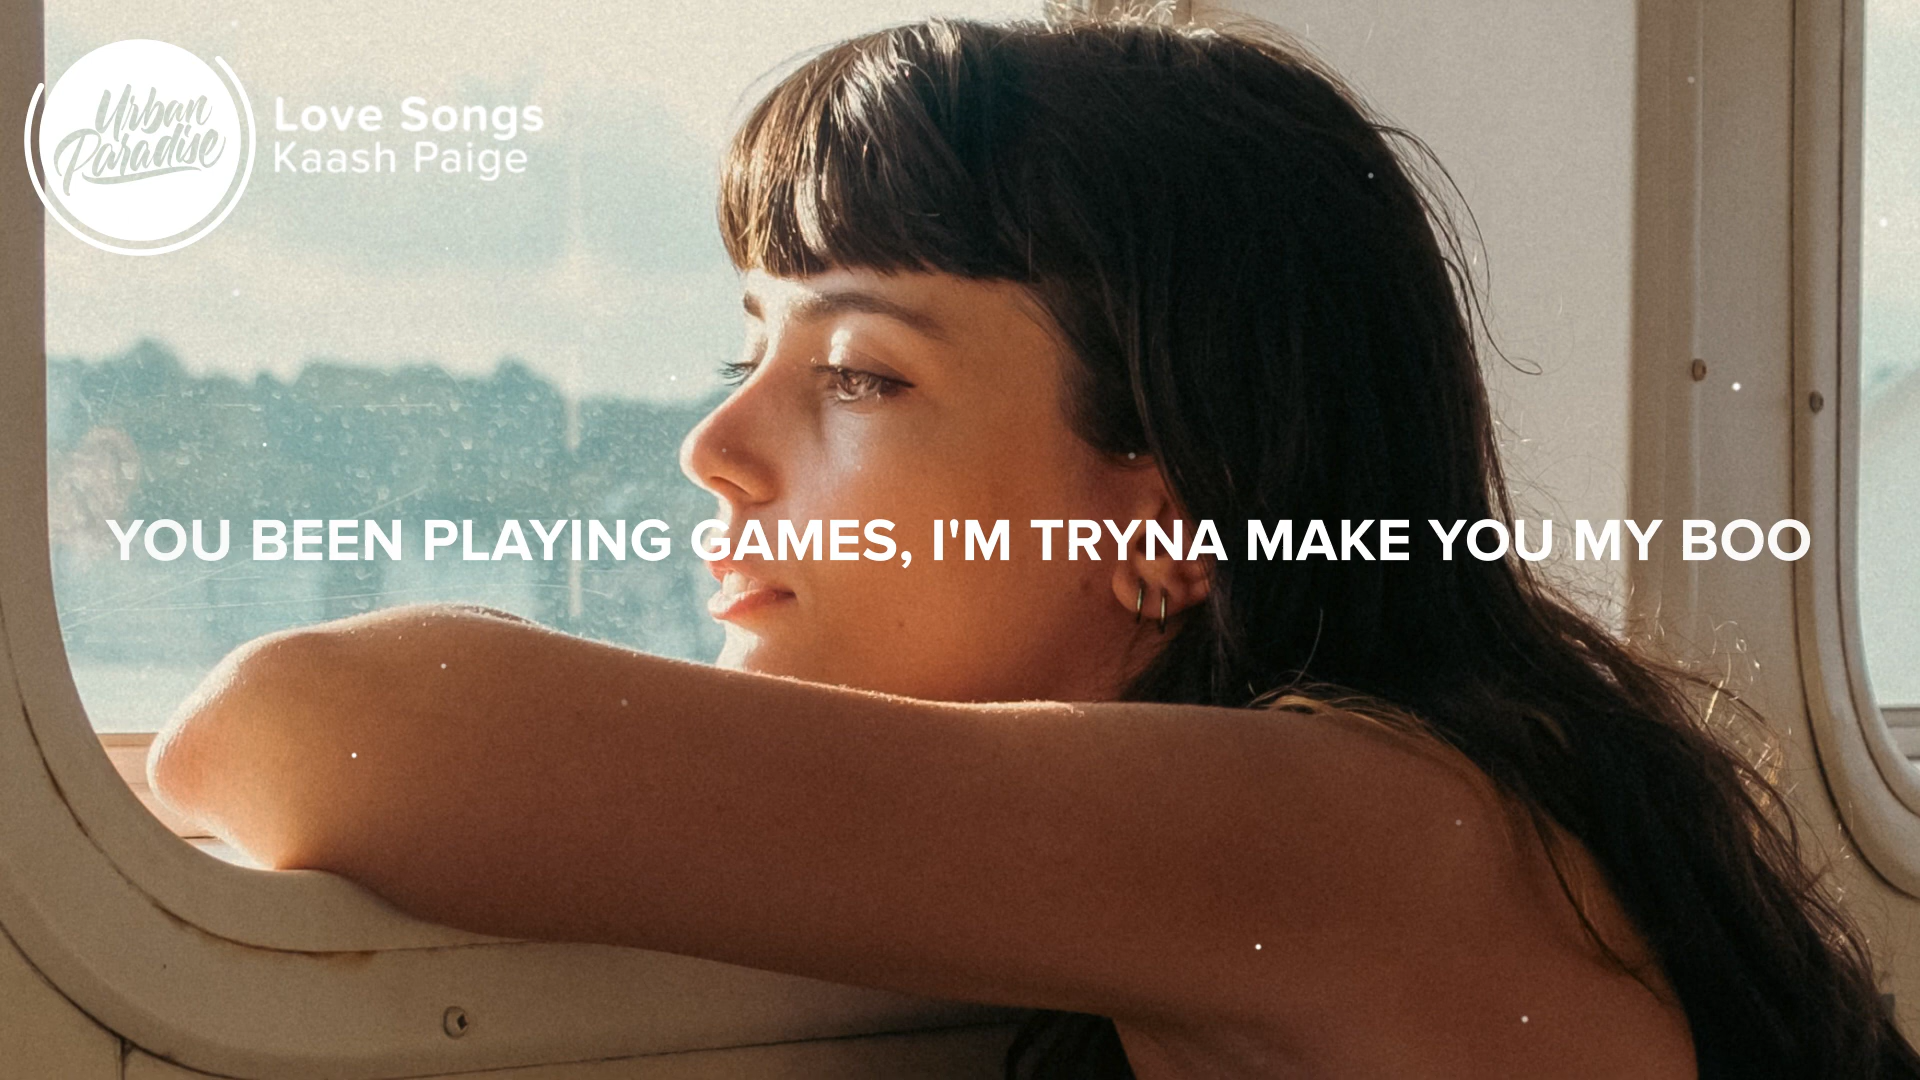 Urban
Paradise
Love Songs
Kaash Paige
YOU BEEN PLAYING GAMES, I'M TRYNA MAKE YOU MY BOO